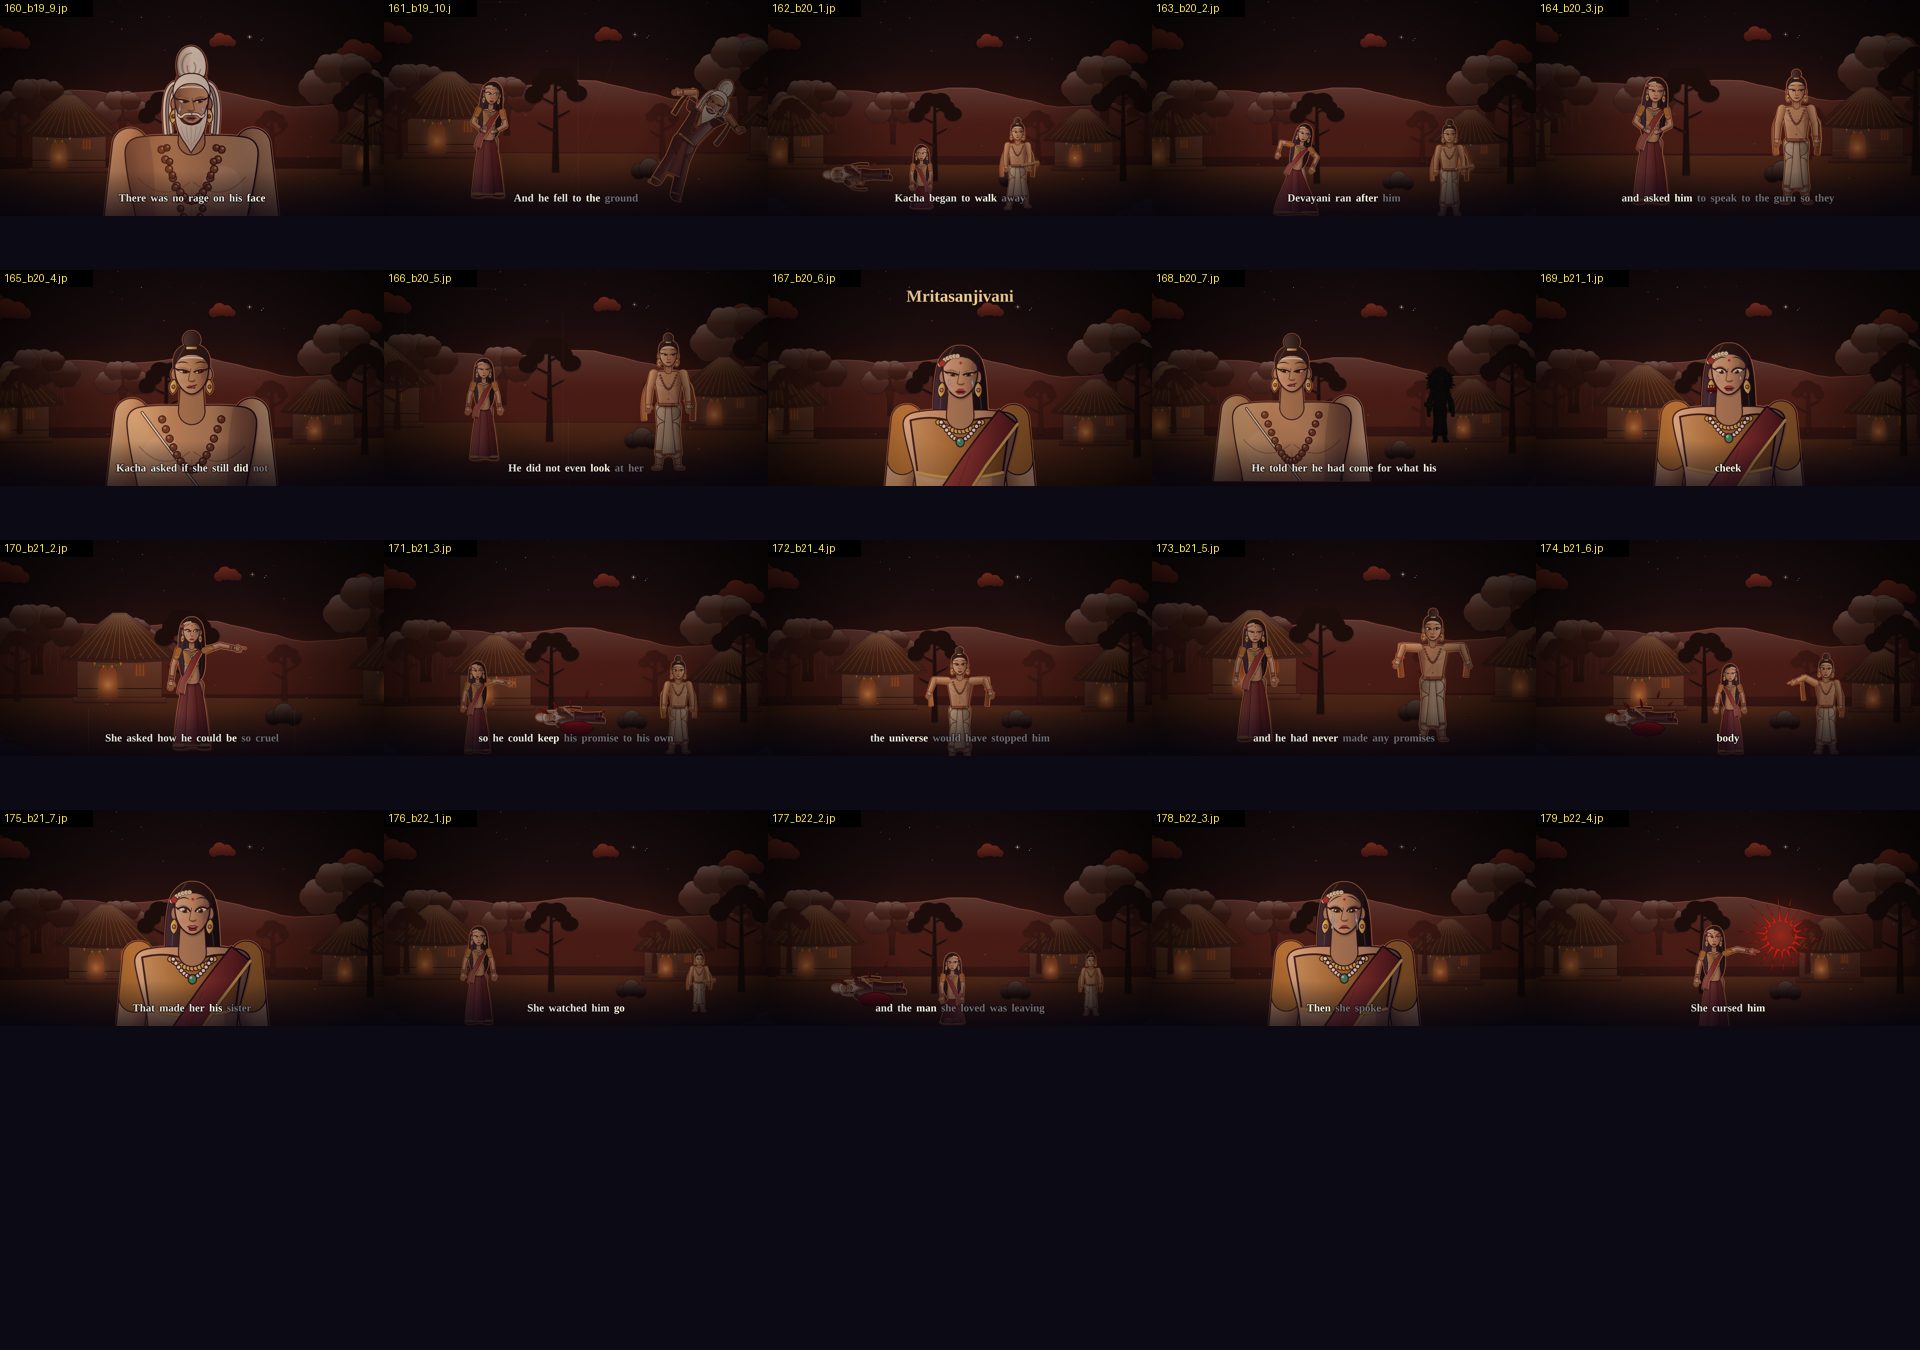 160_b19_9.jp
There was no rage on his face
161_b19_10.j
And he fell to the ground
162_b20_1.jp
Kacha began to walk away
163_b20_2.jp
Devayani ran after him
164_b20_3.jp
and asked him to speak to the guru so they
165_b20_4.jp
Kacha asked if she still did not
166_b20_5.jp
He did not even look at her
167_b20_6.jp
Mritasanjivani
168_b20_7.jp
He told her he had come for what his
169_b21_1.jp
cheek
170_b21_2.jp
She asked how he could be so cruel
171_b21_3.jp
so he could keep his promise to his own
172_b21_4.jp
the universe would have stopped him
173_b21_5.jp
and he had never made any promises
174_b21_6.jp
body
175_b21_7.jp
That made her his sister
176_b22_1.jp
She watched him go
177_b22_2.jp
and the man she loved was leaving
178_b22_3.jp
Then she spoke
179_b22_4.jp
She cursed him